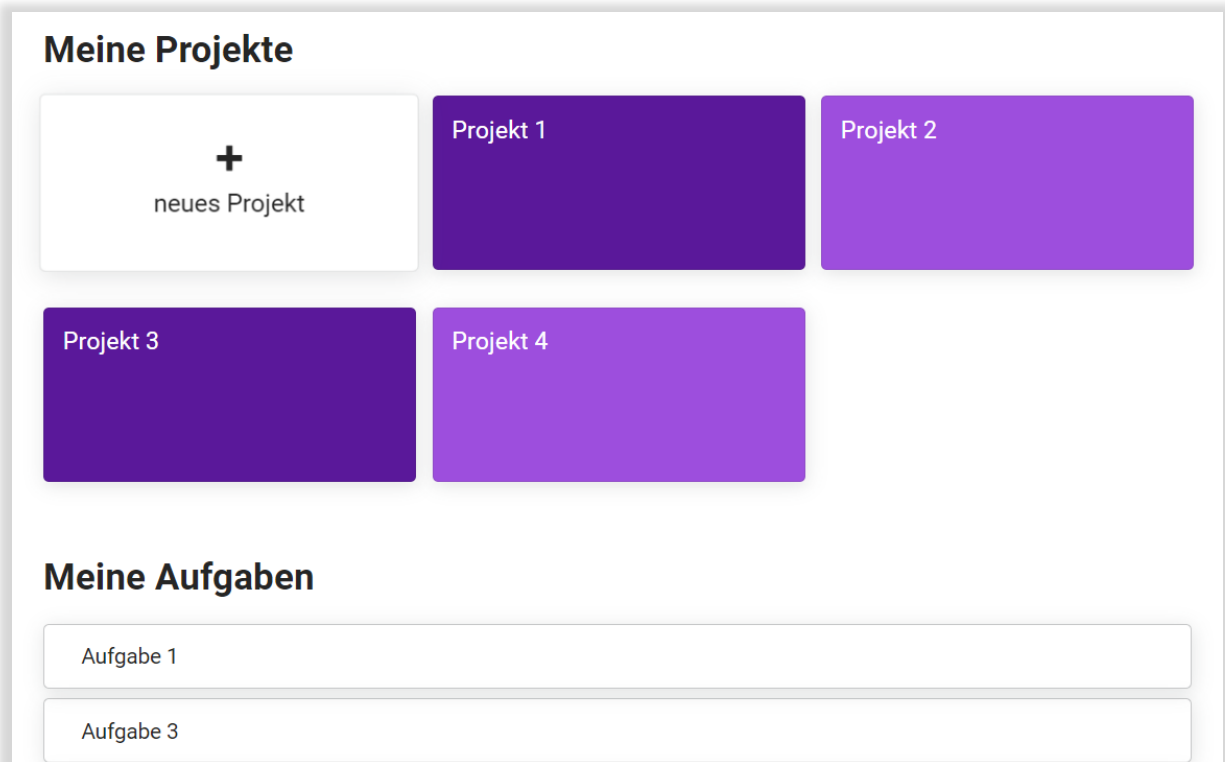 Meine Projekte
+
neues Projekt
Projekt 1
Projekt 2
Projekt 3
Projekt 4
Meine Aufgaben
Aufgabe 1
Aufgabe 3